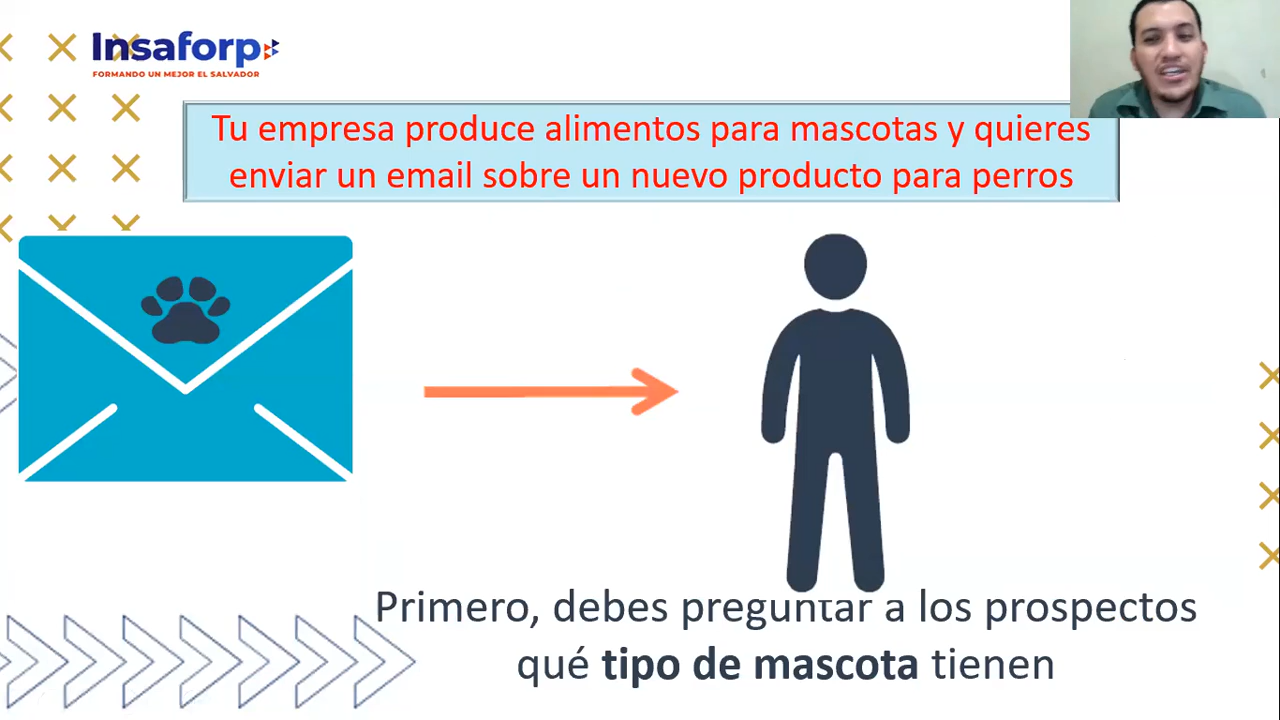 Insaforp
FORMANDO UN MEJOR EL SALVADOR
Tu empresa produce alimentos para mascotas y quieres
enviar un email sobre un nuevo producto para perros
Primero, debes preguntar a los prospectos
qué tipo de mascota tienen